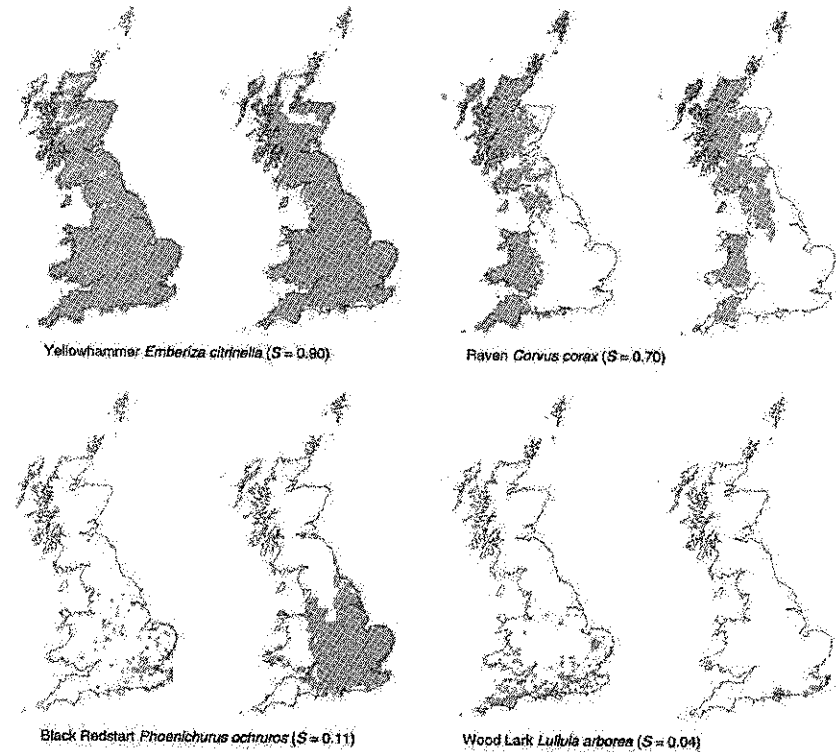 Yellowhammer Emberiza citrinella (S = 0.90)
Raven Corvus corax (S = 0.70)
Black Redstart Phoenichurus ochruros (S = 0.11)
Wood Lark Lullula arborea (S = 0.04)